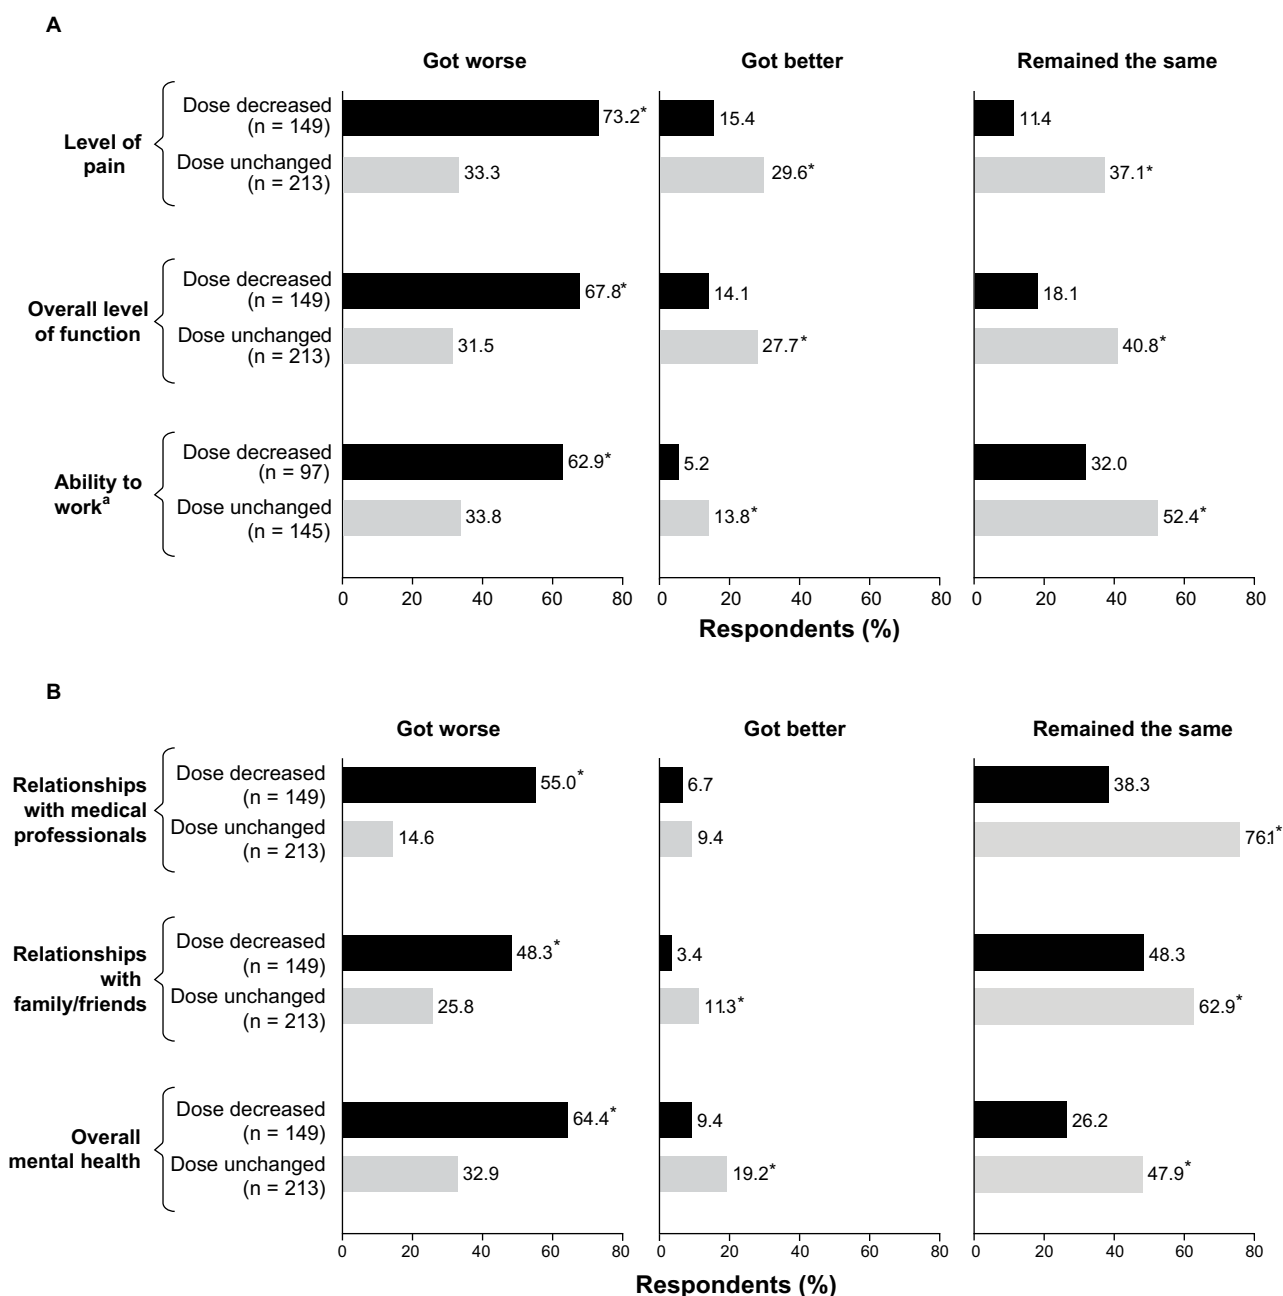 A
Got worse
Got better
Remained the same
Level of
pain
Dose decreased
(n = 149)
73.2*
15.4
11.4
Dose unchanged
(n = 213)
33.3
29.6*
37.1*
Overall level
of function
Dose decreased
(n = 149)
67.8*
14.1
18.1
Dose unchanged
(n = 213)
31.5
27.7*
40.8*
Ability to
workᵃ
Dose decreased
(n = 97)
62.9*
5.2
32.0
Dose unchanged
(n = 145)
33.8
13.8*
52.4*
0 20 40 60 80
0 20 40 60 80
0 20 40 60 80
Respondents (%)
B
Got worse
Got better
Remained the same
Relationships
with medical
professionals
Dose decreased
(n = 149)
55.0*
6.7
38.3
Dose unchanged
(n = 213)
14.6
9.4
76.1*
Relationships
with
family/friends
Dose decreased
(n = 149)
48.3*
3.4
48.3
Dose unchanged
(n = 213)
25.8
11.3*
62.9*
Overall
mental health
Dose decreased
(n = 149)
64.4*
9.4
26.2
Dose unchanged
(n = 213)
32.9
19.2*
47.9*
0 20 40 60 80
0 20 40 60 80
0 20 40 60 80
Respondents (%)